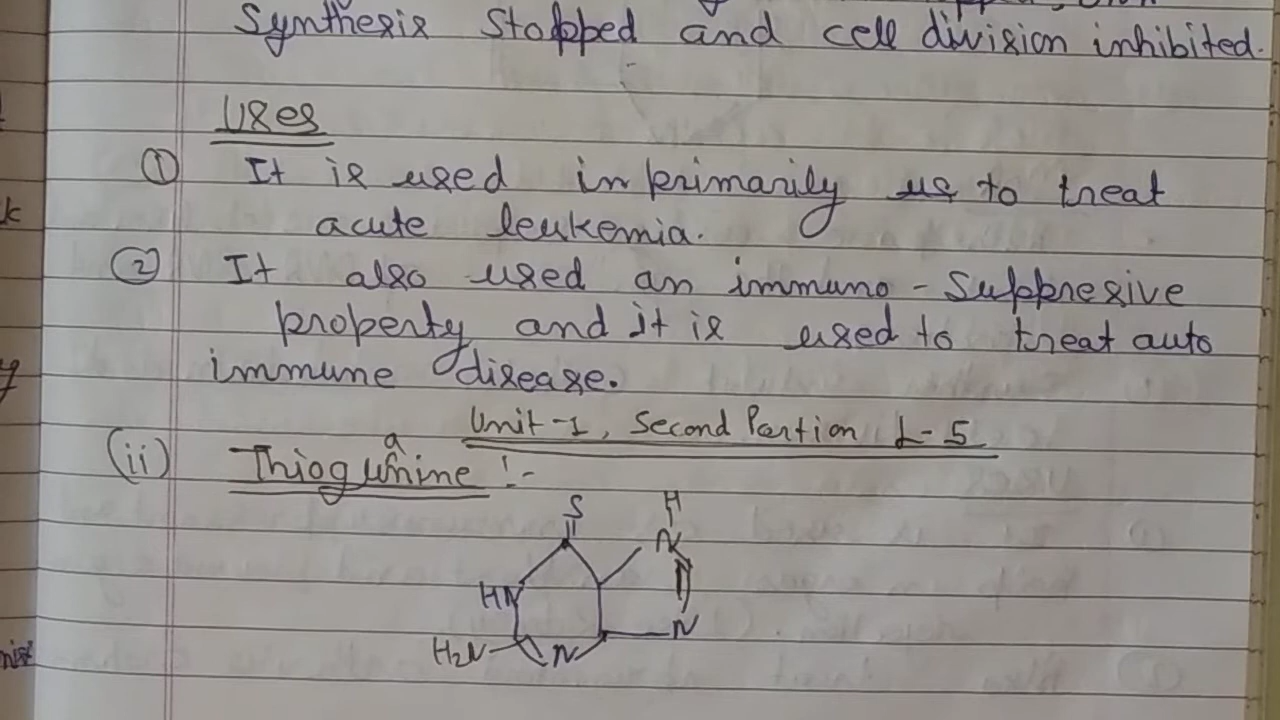 Synthesis Stopped and cell division inhibited.
Uses
① It is used in primarily us to treat
acute leukemia.
② It also used an immuno - Suppresive
property and it is used to treat auto
immune disease.
Unit-I, Second Portion L-5
(ii) Thioguanine :-
S
H
N
HN
N
H₂N
N